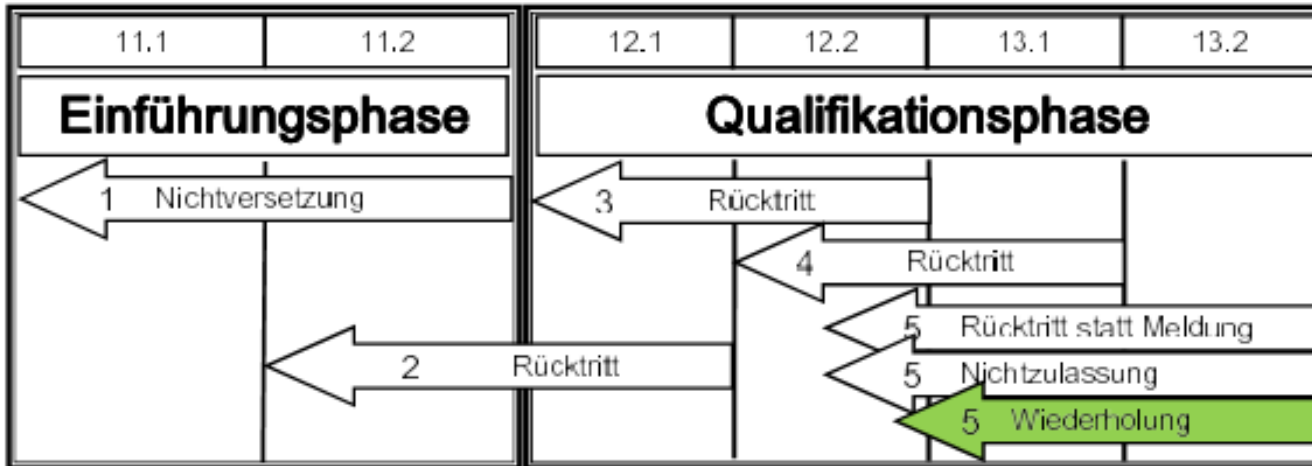 11.1 11.2 12.1 12.2 13.1 13.2
Einführungsphase Qualifikationsphase
1 Nichtversetzung 3 Rücktritt
4 Rücktritt
5 Rücktritt statt Meldung
2 Rücktritt 5 Nichtzulassung
5 Wiederholung